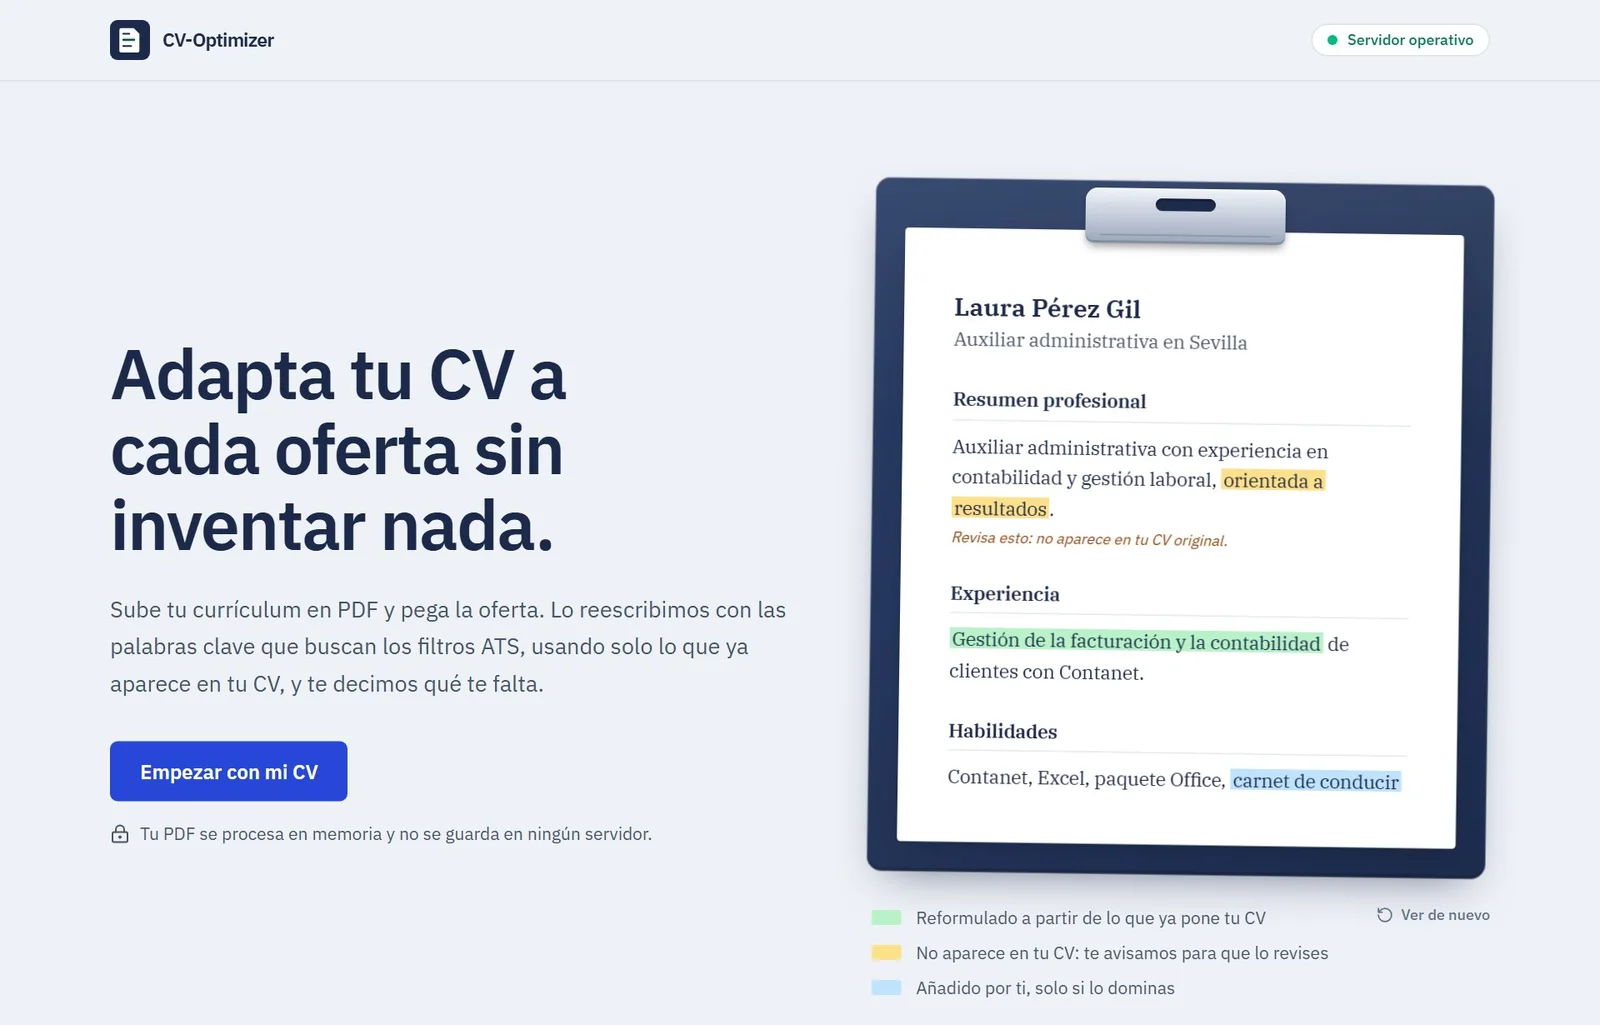 CV-Optimizer
Servidor operativo
Adapta tu CV a
cada oferta sin
inventar nada.
Sube tu currículum en PDF y pega la oferta. Lo reescribimos con las
palabras clave que buscan los filtros ATS, usando solo lo que ya
aparece en tu CV, y te decimos qué te falta.
Empezar con mi CV
Tu PDF se procesa en memoria y no se guarda en ningún servidor.
Laura Pérez Gil
Auxiliar administrativa en Sevilla
Resumen profesional
Auxiliar administrativa con experiencia en
contabilidad y gestión laboral, orientada a
resultados.
Revisa esto: no aparece en tu CV original.
Experiencia
Gestión de la facturación y la contabilidad de
clientes con Contanet.
Habilidades
Contanet, Excel, paquete Office, carnet de conducir
Reformulado a partir de lo que ya pone tu CV
Ver de nuevo
No aparece en tu CV: te avisamos para que lo revises
Añadido por ti, solo si lo dominas